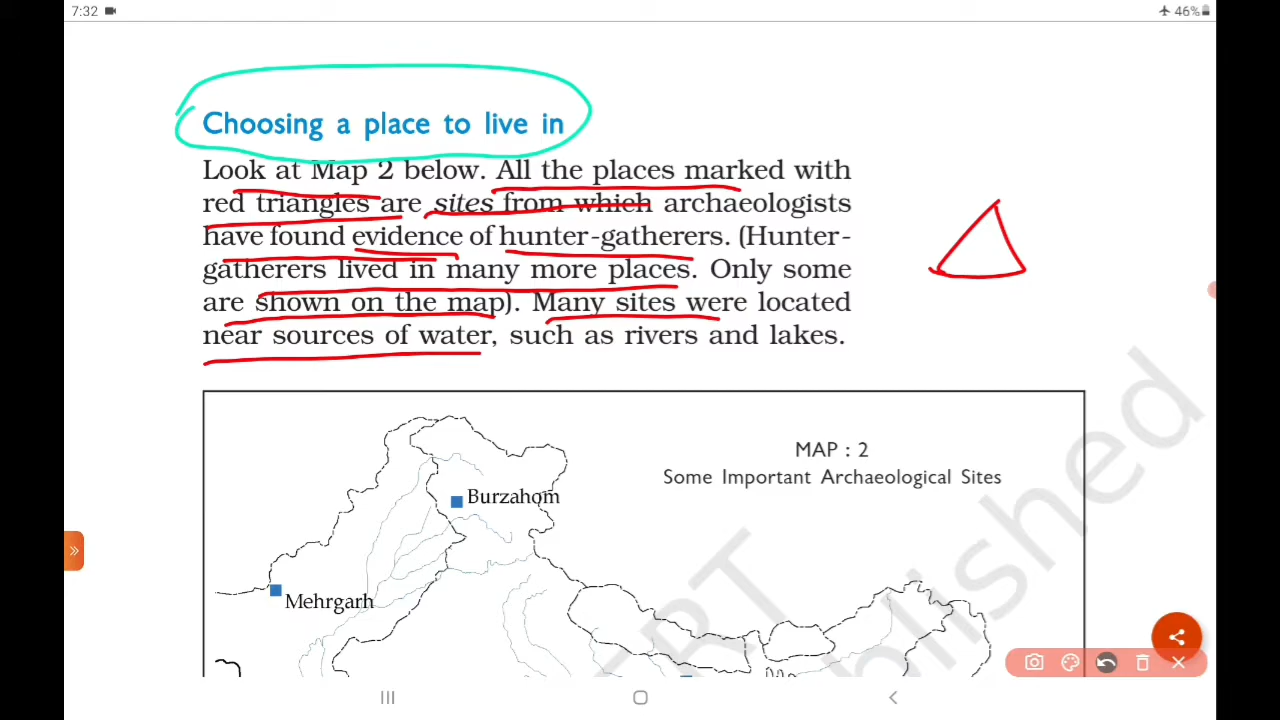 7:32
46%
Choosing a place to live in
Look at Map 2 below. All the places marked with
red triangles are sites from which archaeologists
have found evidence of hunter-gatherers. (Hunter-
gatherers lived in many more places. Only some
are shown on the map). Many sites were located
near sources of water, such as rivers and lakes.
MAP : 2
Some Important Archaeological Sites
Burzahom
Mehrgarh